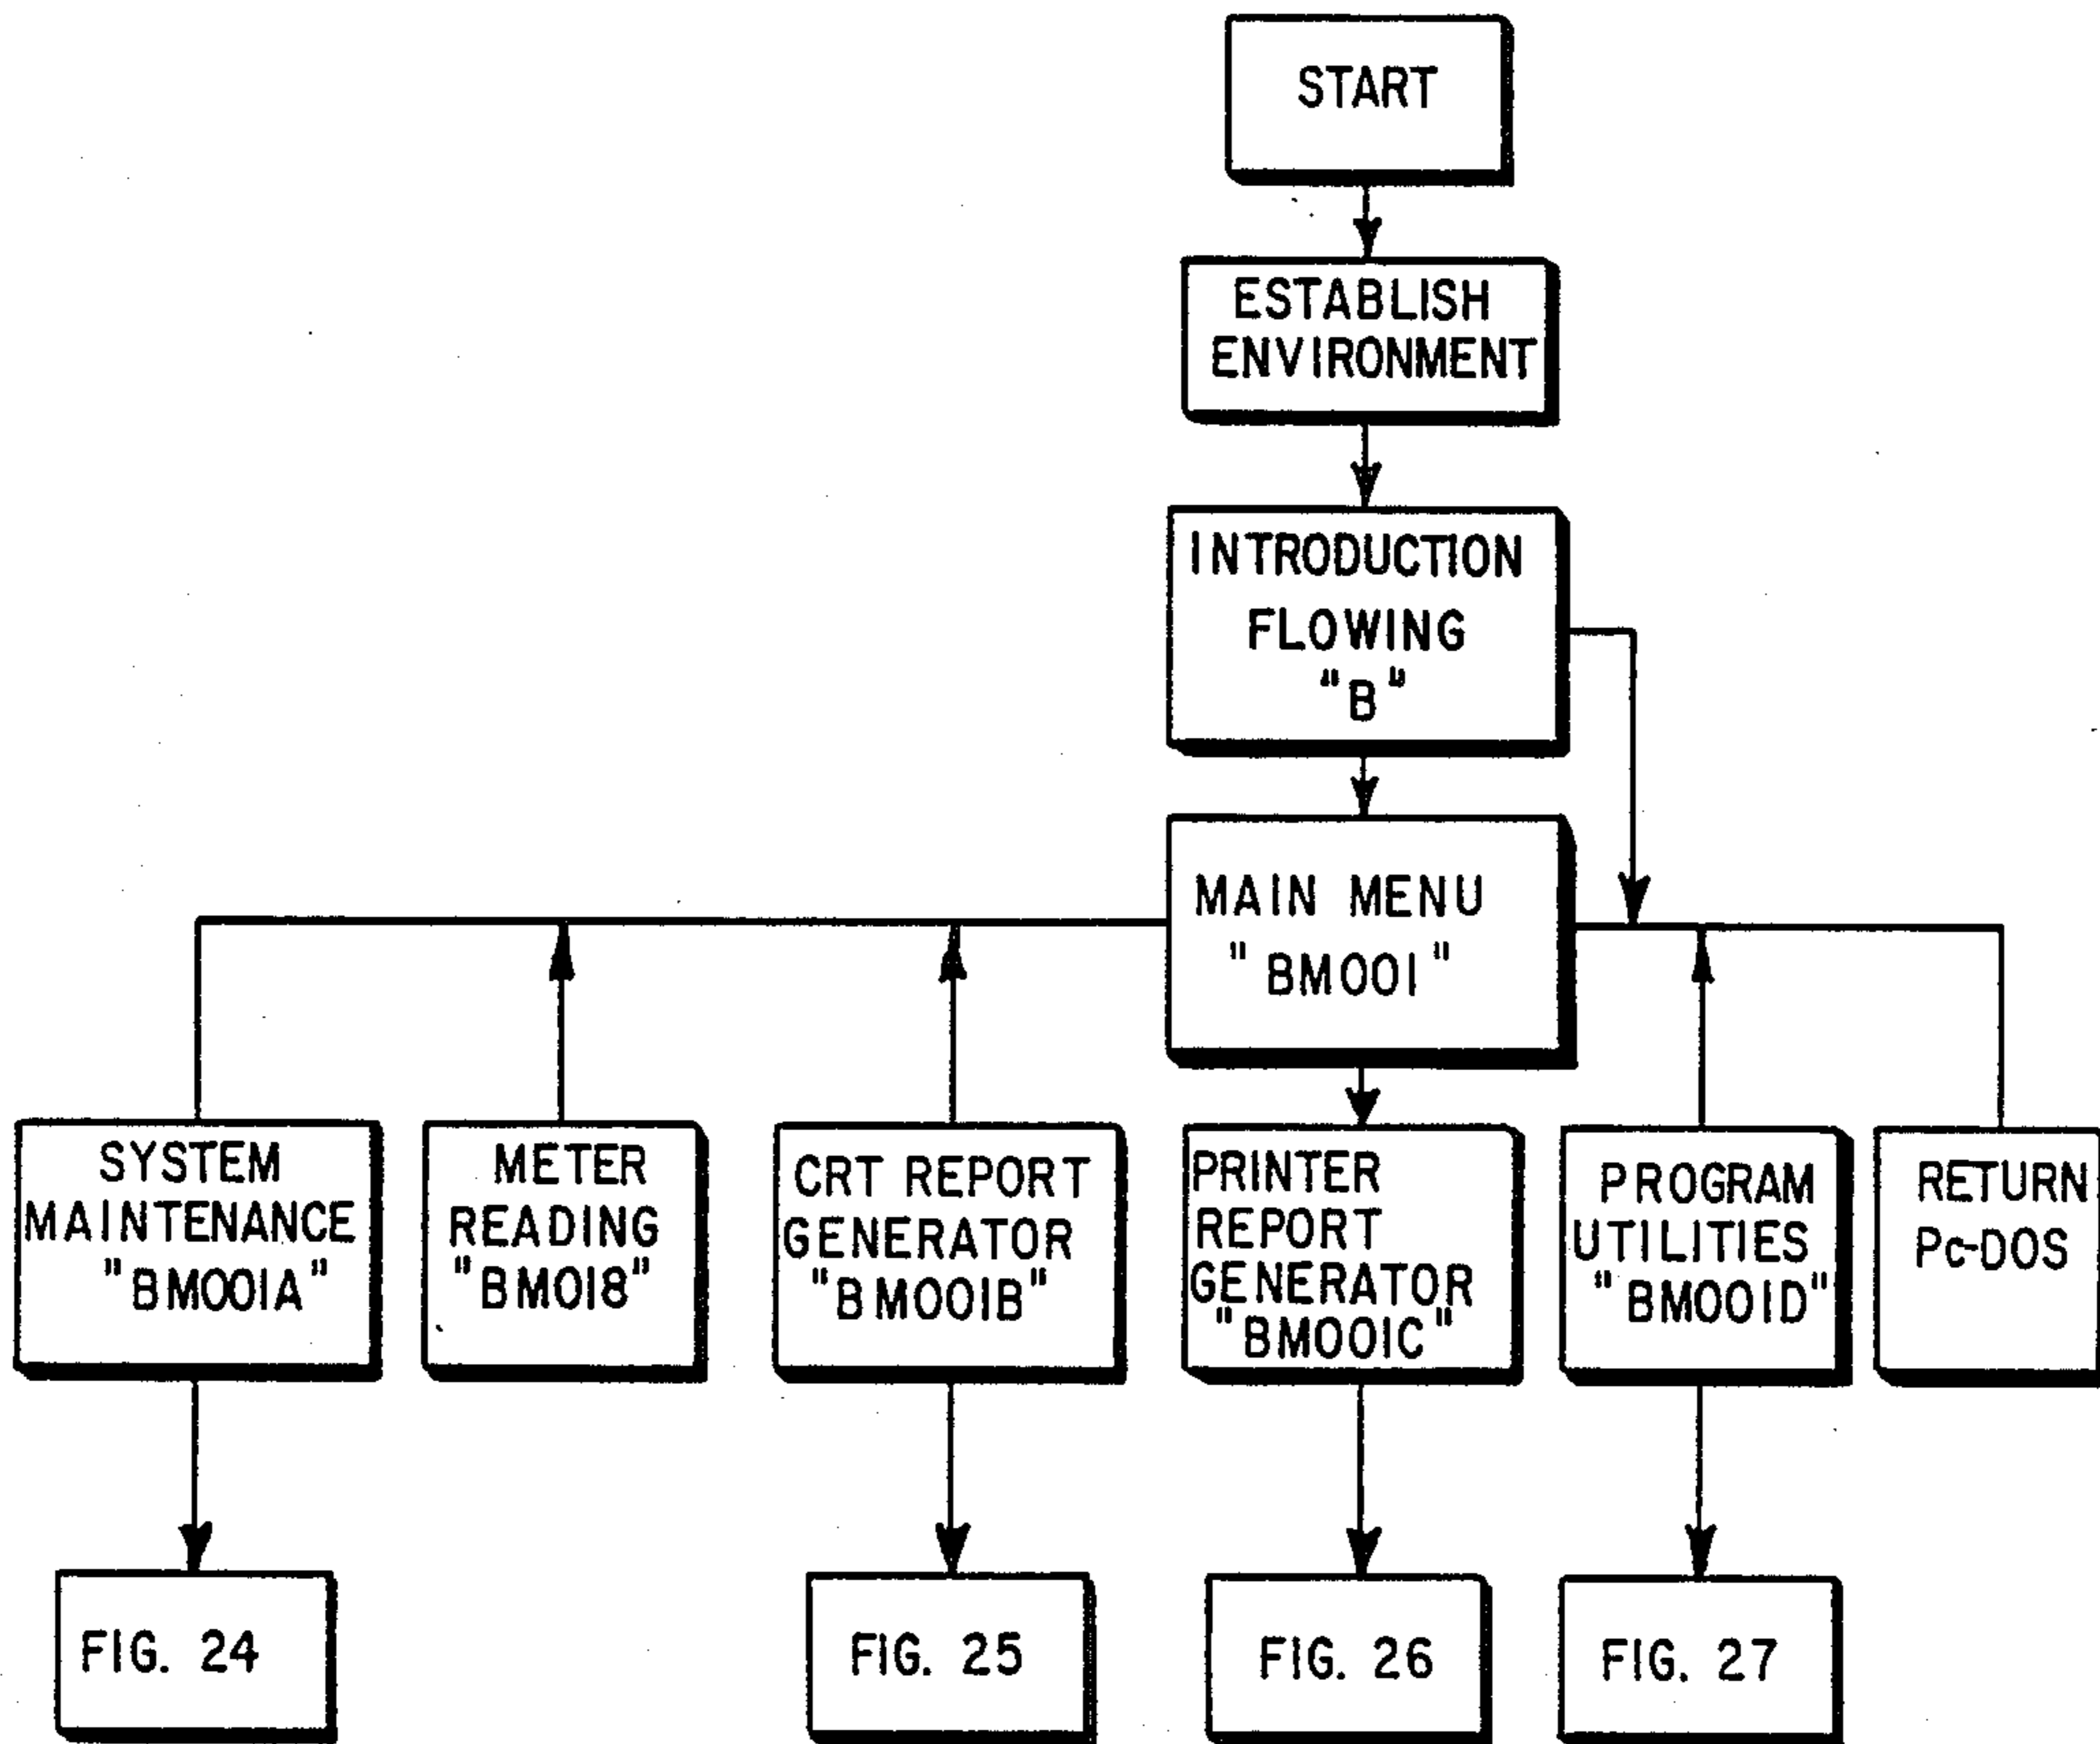 START
ESTABLISH
ENVIRONMENT
INTRODUCTION
FLOWING
"B"
MAIN MENU
"BM001"
SYSTEM
MAINTENANCE
"BM001A"
METER
READING
"BM018"
CRT REPORT
GENERATOR
"BM001B"
PRINTER
REPORT
GENERATOR
"BM001C"
PROGRAM
UTILITIES
"BM001D"
RETURN
Pc-DOS
FIG. 24
FIG. 25
FIG. 26
FIG. 27